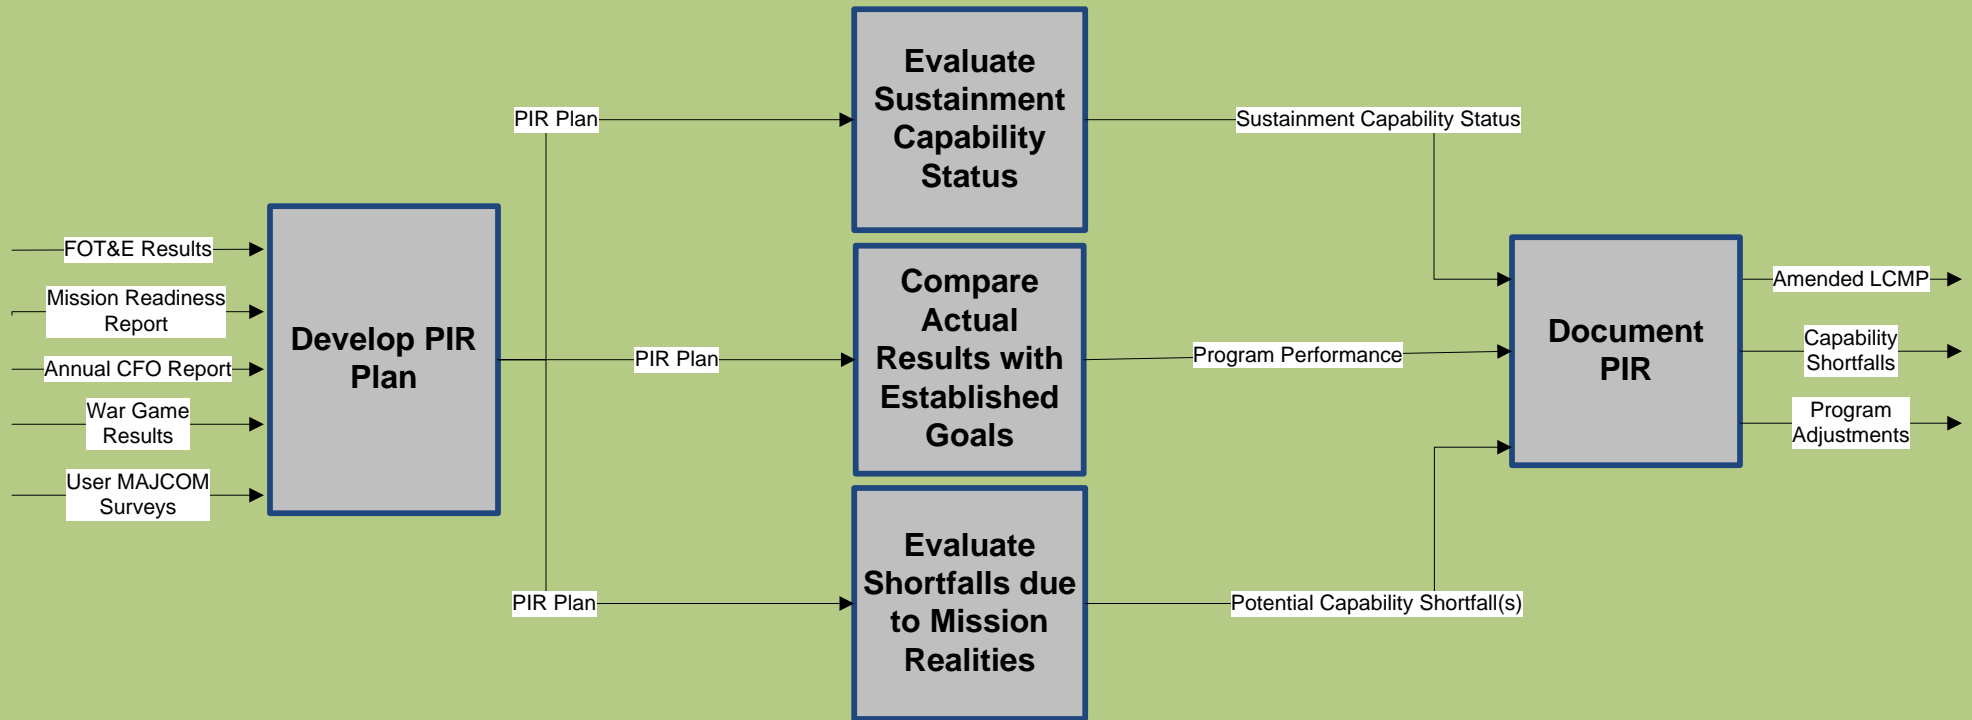 FOT&E Results
Mission Readiness
Report
Annual CFO Report
War Game
Results
User MAJCOM
Surveys
Develop PIR
Plan
PIR Plan
PIR Plan
PIR Plan
Evaluate
Sustainment
Capability
Status
Compare
Actual
Results with
Established
Goals
Evaluate
Shortfalls due
to Mission
Realities
Sustainment Capability Status
Program Performance
Potential Capability Shortfall(s)
Document
PIR
Amended LCMP
Capability
Shortfalls
Program
Adjustments